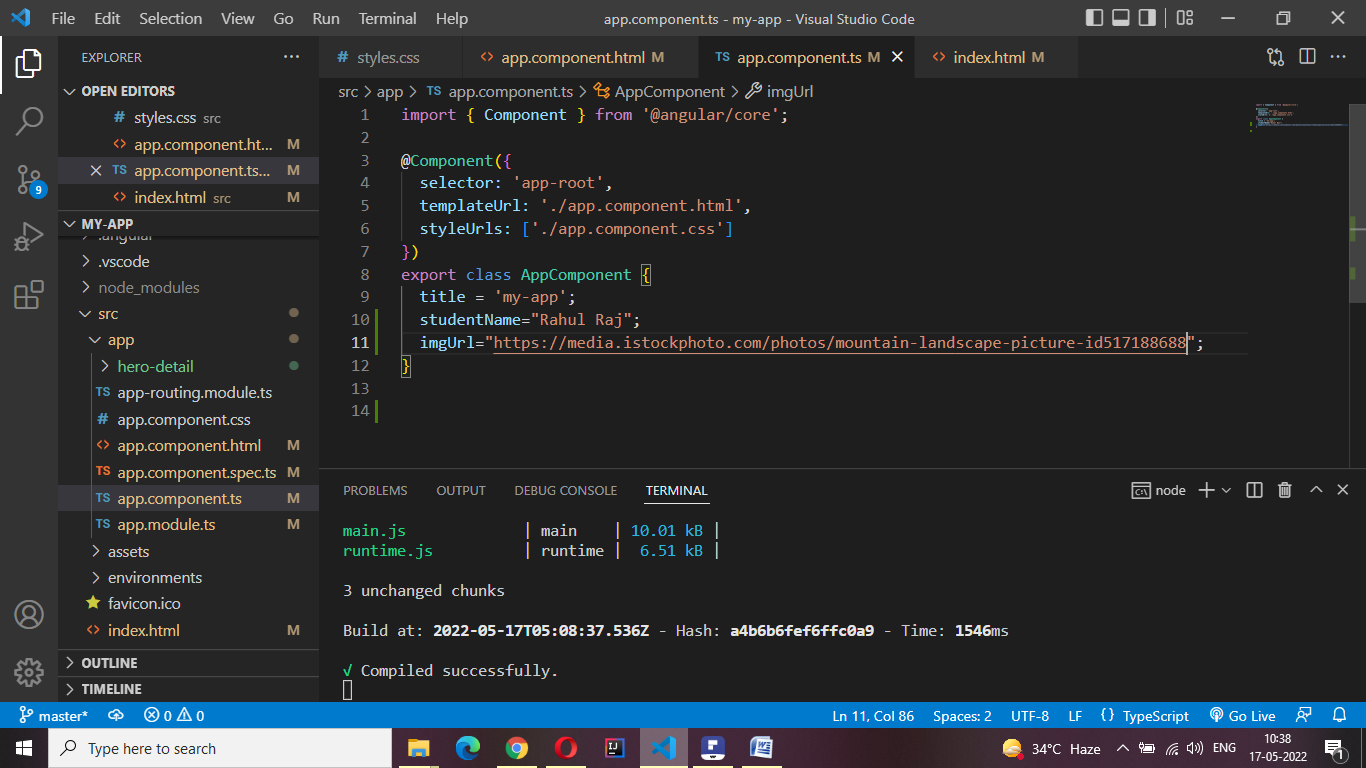 File Edit Selection View Go Run Terminal Help app.component.ts - my-app - Visual Studio Code
EXPLORER
OPEN EDITORS
# styles.css src
<> app.component.ht... M
TS app.component.ts... M
<> index.html src M
MY-APP
.angular
.vscode
node_modules
src
app
hero-detail
TS app-routing.module.ts
# app.component.css
<> app.component.html M
TS app.component.spec.ts M
TS app.component.ts M
TS app.module.ts M
assets
environments
favicon.ico
<> index.html M
OUTLINE
TIMELINE
9
# styles.css <> app.component.html M TS app.component.ts M <> index.html M
src > app > TS app.component.ts > AppComponent > imgUrl
1 import { Component } from '@angular/core';
2
3 @Component({
4 selector: 'app-root',
5 templateUrl: './app.component.html',
6 styleUrls: ['./app.component.css']
7 })
8 export class AppComponent {
9 title = 'my-app';
10 studentName="Rahul Raj";
11 imgUrl="https://media.istockphoto.com/photos/mountain-landscape-picture-id517188688";
12 }
13
14
PROBLEMS OUTPUT DEBUG CONSOLE TERMINAL node
main.js | main | 10.01 kB |
runtime.js | runtime | 6.51 kB |
3 unchanged chunks
Build at: 2022-05-17T05:08:37.536Z - Hash: a4b6b6fef6ffc0a9 - Time: 1546ms
√ Compiled successfully.
master* 0 0 Ln 11, Col 86 Spaces: 2 UTF-8 LF {} TypeScript Go Live
Type here to search 34°C Haze ENG 10:38
17-05-2022 1